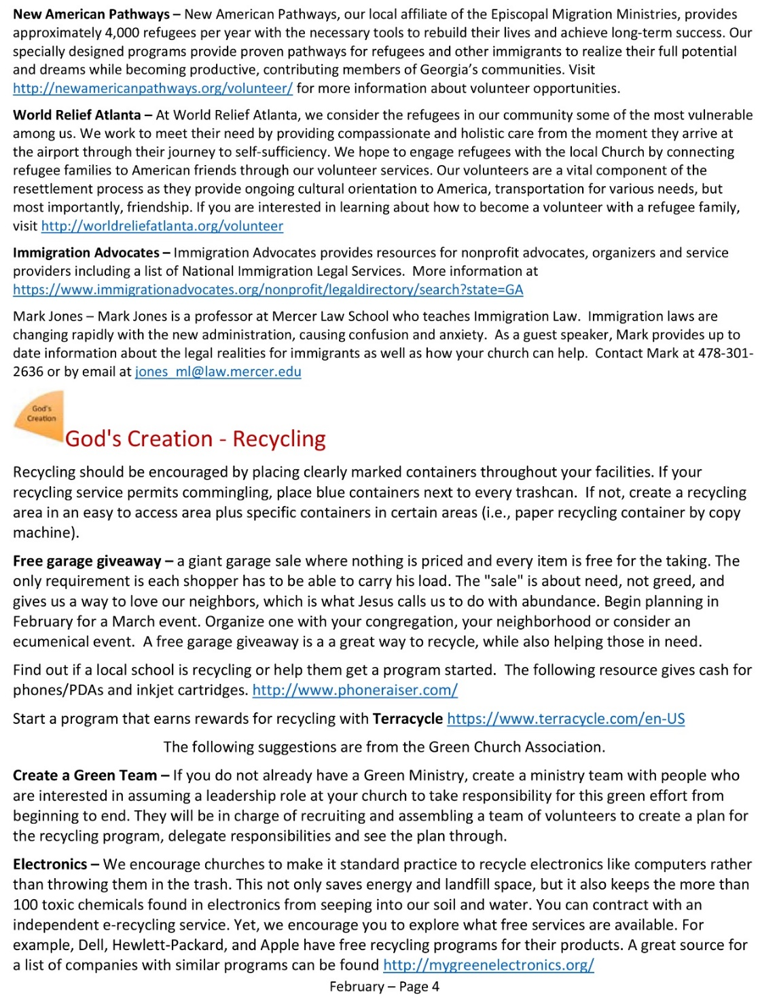 New American Pathways – New American Pathways, our local affiliate of the Episcopal Migration Ministries, provides
approximately 4,000 refugees per year with the necessary tools to rebuild their lives and achieve long-term success. Our
specially designed programs provide proven pathways for refugees and other immigrants to realize their full potential
and dreams while becoming productive, contributing members of Georgia’s communities. Visit
http://newamericanpathways.org/volunteer/ for more information about volunteer opportunities.
World Relief Atlanta – At World Relief Atlanta, we consider the refugees in our community some of the most vulnerable
among us. We work to meet their need by providing compassionate and holistic care from the moment they arrive at
the airport through their journey to self-sufficiency. We hope to engage refugees with the local Church by connecting
refugee families to American friends through our volunteer services. Our volunteers are a vital component of the
resettlement process as they provide ongoing cultural orientation to America, transportation for various needs, but
most importantly, friendship. If you are interested in learning about how to become a volunteer with a refugee family,
visit http://worldreliefatlanta.org/volunteer
Immigration Advocates – Immigration Advocates provides resources for nonprofit advocates, organizers and service
providers including a list of National Immigration Legal Services.  More information at
https://www.immigrationadvocates.org/nonprofit/legaldirectory/search?state=GA
Mark Jones – Mark Jones is a professor at Mercer Law School who teaches Immigration Law.  Immigration laws are
changing rapidly with the new administration, causing confusion and anxiety.  As a guest speaker, Mark provides up to
date information about the legal realities for immigrants as well as how your church can help.  Contact Mark at 478-301-
2636 or by email at jones_ml@law.mercer.edu
God's
Creation
God's Creation - Recycling
Recycling should be encouraged by placing clearly marked containers throughout your facilities. If your
recycling service permits commingling, place blue containers next to every trashcan.  If not, create a recycling
area in an easy to access area plus specific containers in certain areas (i.e., paper recycling container by copy
machine).
Free garage giveaway – a giant garage sale where nothing is priced and every item is free for the taking. The
only requirement is each shopper has to be able to carry his load. The "sale" is about need, not greed, and
gives us a way to love our neighbors, which is what Jesus calls us to do with abundance. Begin planning in
February for a March event. Organize one with your congregation, your neighborhood or consider an
ecumenical event.  A free garage giveaway is a a great way to recycle, while also helping those in need.
Find out if a local school is recycling or help them get a program started.  The following resource gives cash for
phones/PDAs and inkjet cartridges. http://www.phoneraiser.com/
Start a program that earns rewards for recycling with Terracycle https://www.terracycle.com/en-US
The following suggestions are from the Green Church Association.
Create a Green Team – If you do not already have a Green Ministry, create a ministry team with people who
are interested in assuming a leadership role at your church to take responsibility for this green effort from
beginning to end. They will be in charge of recruiting and assembling a team of volunteers to create a plan for
the recycling program, delegate responsibilities and see the plan through.
Electronics – We encourage churches to make it standard practice to recycle electronics like computers rather
than throwing them in the trash. This not only saves energy and landfill space, but it also keeps the more than
100 toxic chemicals found in electronics from seeping into our soil and water. You can contract with an
independent e-recycling service. Yet, we encourage you to explore what free services are available. For
example, Dell, Hewlett-Packard, and Apple have free recycling programs for their products. A great source for
a list of companies with similar programs can be found http://mygreenelectronics.org/
February – Page 4